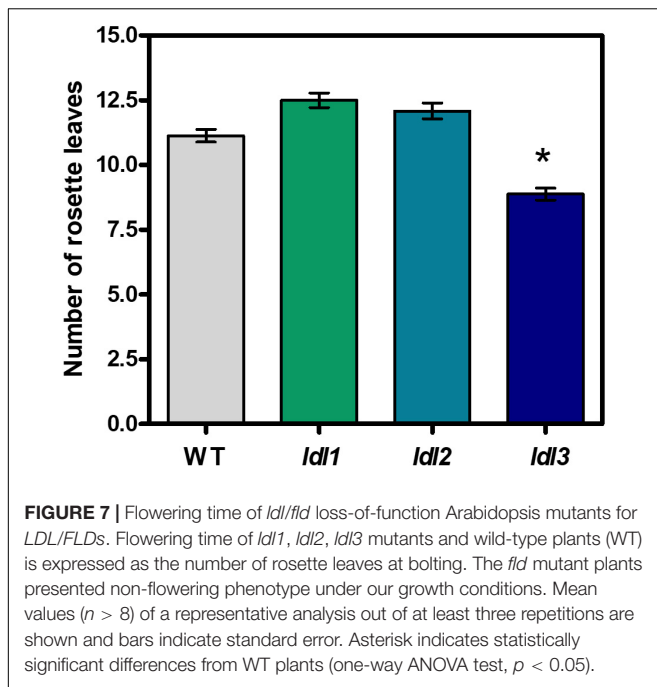 15.0
12.5
10.0
7.5
5.0
2.5
0.0
Number of rosette leaves
*
WT
ldl1
ldl2
ldl3
FIGURE 7 | Flowering time of ldl/fld loss-of-function Arabidopsis mutants for
LDL/FLDs. Flowering time of ldl1, ldl2, ldl3 mutants and wild-type plants (WT)
is expressed as the number of rosette leaves at bolting. The fld mutant plants
presented non-flowering phenotype under our growth conditions. Mean
values (n > 8) of a representative analysis out of at least three repetitions are
shown and bars indicate standard error. Asterisk indicates statistically
significant differences from WT plants (one-way ANOVA test, p < 0.05).